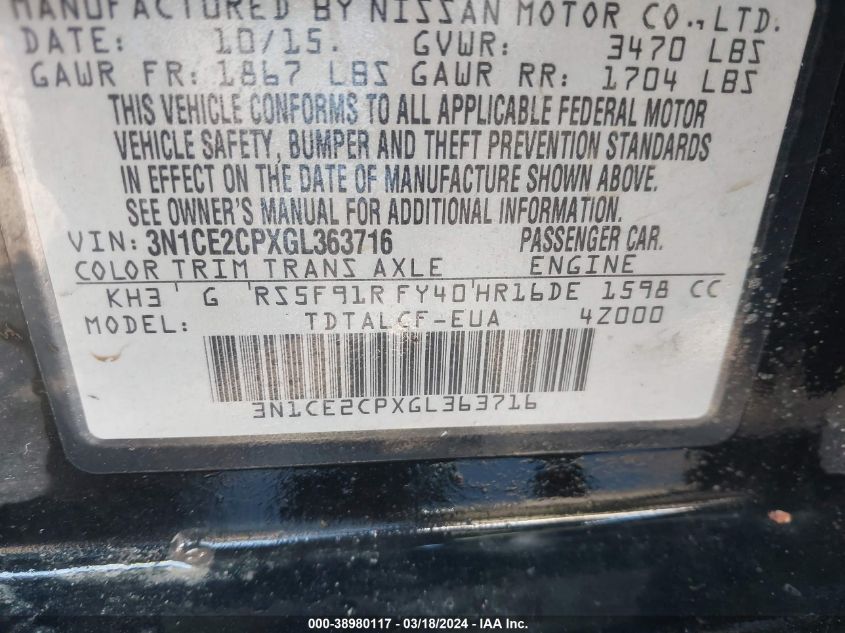 MANUFACTURED BY NISSAN MOTOR CO., LTD.
DATE: 10/15. GVWR: 3470 LBS
GAWR FR: 1867 LBS GAWR RR: 1704 LBS
THIS VEHICLE CONFORMS TO ALL APPLICABLE FEDERAL MOTOR
VEHICLE SAFETY, BUMPER AND THEFT PREVENTION STANDARDS
IN EFFECT ON THE DATE OF MANUFACTURE SHOWN ABOVE.
SEE OWNER'S MANUAL FOR ADDITIONAL INFORMATION.
VIN: 3N1CE2CPXGL363716 PASSENGER CAR.
COLOR TRIM TRANS AXLE ENGINE
KH3 G RS5F91R FY40 HR16DE 1598 CC
MODEL: TDTALGF-EUA 4Z000
3N1CE2CPXGL363716
000-38980117 - 03/18/2024 - IAAI.COM